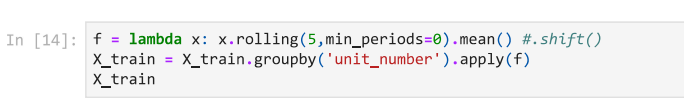 In [14]: f = lambda x: x.rolling(5,min_periods=0).mean() #.shift()
X_train = X_train.groupby('unit_number').apply(f)
X_train